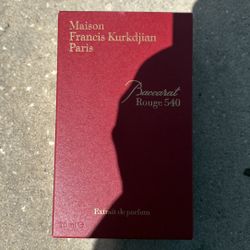 Maison
Francis Kurkdjian
Paris
Baccarat
Rouge 540
Extrait de parfum